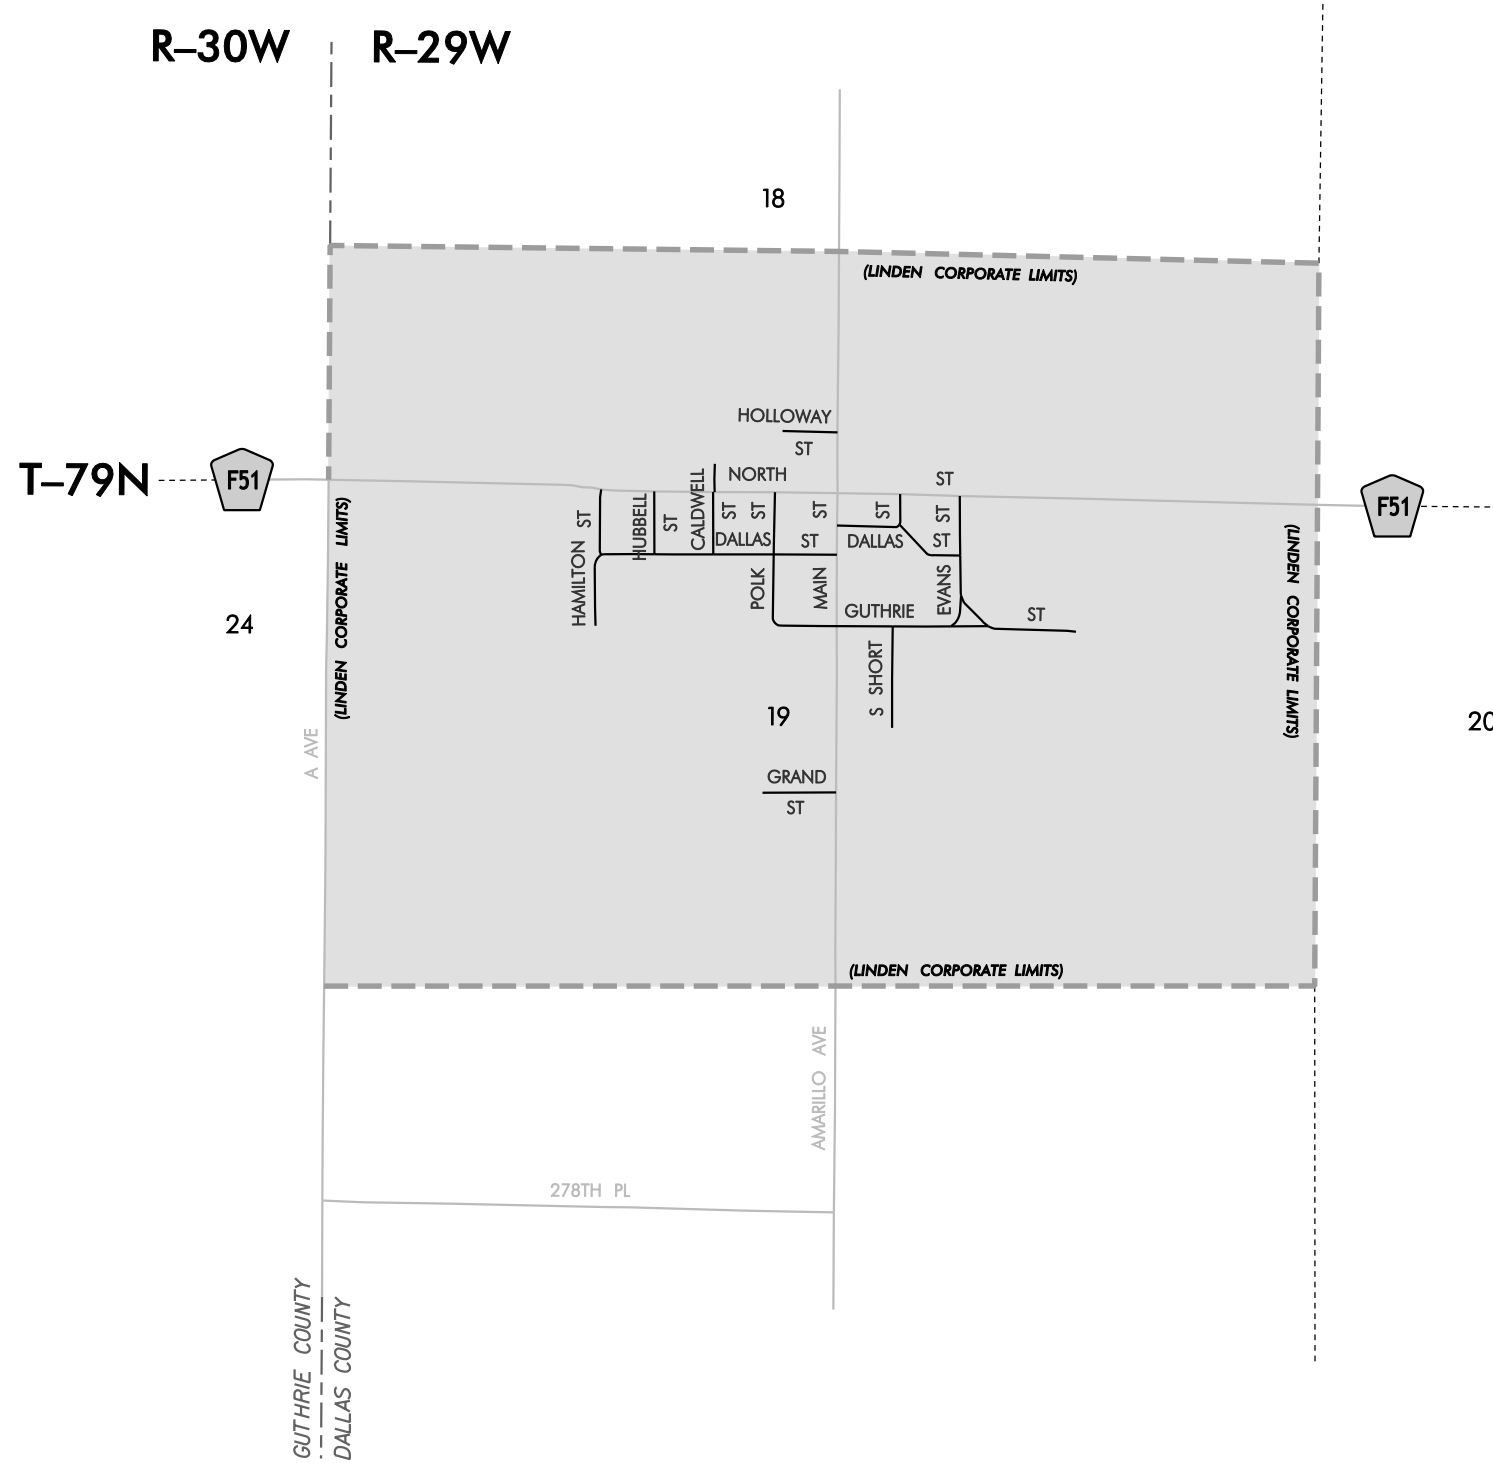 R–30W
R–29W
18
(LINDEN CORPORATE LIMITS)
HOLLOWAY
ST
T–79N
F51
NORTH
ST
F51
HAMILTON ST
HUBBELL
ST
CALDWELL
ST
POLK ST
MAIN ST
ST
EVANS ST
DALLAS
ST
DALLAS
ST
GUTHRIE
ST
(LINDEN CORPORATE LIMITS)
(LINDEN CORPORATE LIMITS)
24
S SHORT
19
20
A AVE
GRAND
ST
(LINDEN CORPORATE LIMITS)
AMARILLO AVE
278TH PL
GUTHRIE COUNTY
DALLAS COUNTY